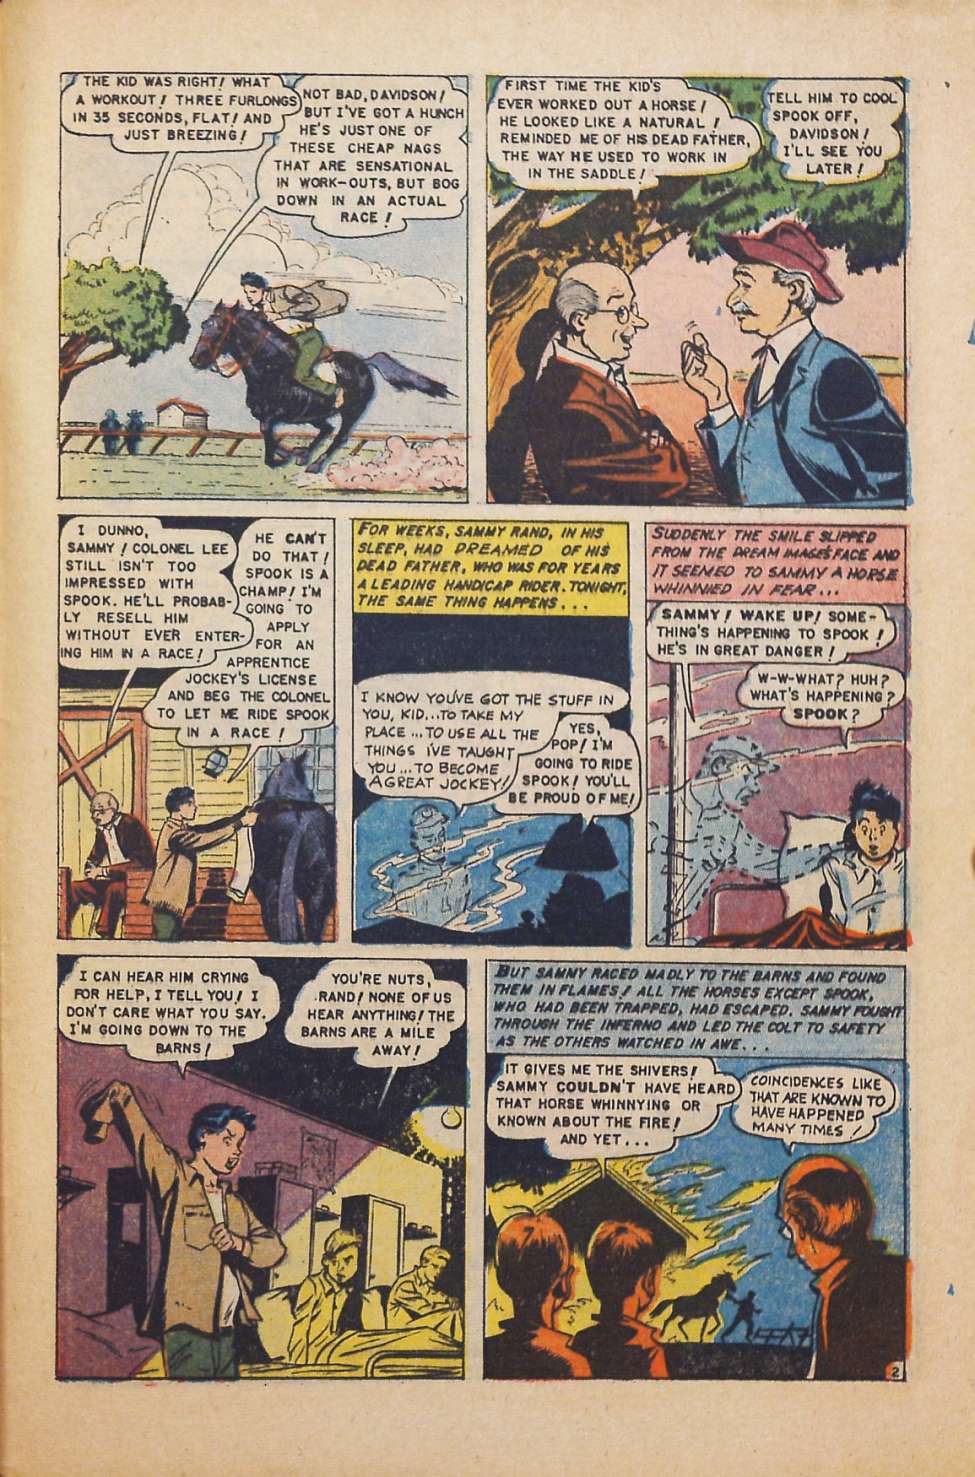 THE KID WAS RIGHT! WHAT
A WORKOUT! THREE FURLONGS
IN 35 SECONDS, FLAT! AND
JUST BREEZING!
NOT BAD, DAVIDSON!
BUT I'VE GOT A HUNCH
HE'S JUST ONE OF
THESE CHEAP NAGS
THAT ARE SENSATIONAL
IN WORK-OUTS, BUT BOG
DOWN IN AN ACTUAL
RACE!
FIRST TIME THE KID'S
EVER WORKED OUT A HORSE!
HE LOOKED LIKE A NATURAL!
REMINDED ME OF HIS DEAD FATHER,
THE WAY HE USED TO WORK IN
IN THE SADDLE!
TELL HIM TO COOL
SPOOK OFF,
DAVIDSON!
I'LL SEE YOU
LATER!
I DUNNO,
SAMMY! COLONEL LEE
STILL ISN'T TOO
IMPRESSED WITH
SPOOK. HE'LL PROBAB-
LY RESELL HIM
WITHOUT EVER ENTER-
ING HIM IN A RACE!
HE CAN'T
DO THAT!
SPOOK IS A
CHAMP! I'M
GOING TO
APPLY
FOR AN
APPRENTICE
JOCKEY'S LICENSE
AND BEG THE COLONEL
TO LET ME RIDE SPOOK
IN A RACE!
FOR WEEKS, SAMMY RAND, IN HIS
SLEEP, HAD DREAMED OF HIS
DEAD FATHER, WHO WAS FOR YEARS
A LEADING HANDICAP RIDER. TONIGHT,
THE SAME THING HAPPENS...
I KNOW YOU'VE GOT THE STUFF IN
YOU, KID...TO TAKE MY
PLACE...TO USE ALL THE
THINGS I'VE TAUGHT
YOU...TO BECOME
A GREAT JOCKEY!
YES,
POP! I'M
GOING TO RIDE
SPOOK! YOU'LL
BE PROUD OF ME!
SUDDENLY THE SMILE SLIPPED
FROM THE DREAM IMAGE'S FACE AND
IT SEEMED TO SAMMY A HORSE
WHINNIED IN FEAR...
SAMMY! WAKE UP! SOME-
THING'S HAPPENING TO SPOOK!
HE'S IN GREAT DANGER!
W-W-WHAT? HUH?
WHAT'S HAPPENING?
SPOOK?
I CAN HEAR HIM CRYING
FOR HELP, I TELL YOU! I
DON'T CARE WHAT YOU SAY.
I'M GOING DOWN TO THE
BARNS!
YOU'RE NUTS,
RAND! NONE OF US
HEAR ANYTHING! THE
BARNS ARE A MILE
AWAY!
BUT SAMMY RACED MADLY TO THE BARNS AND FOUND
THEM IN FLAMES! ALL THE HORSES EXCEPT SPOOK,
WHO HAD BEEN TRAPPED, HAD ESCAPED. SAMMY FOUGHT
THROUGH THE INFERNO AND LED THE COLT TO SAFETY
AS THE OTHERS WATCHED IN AWE...
IT GIVES ME THE SHIVERS!
SAMMY COULDN'T HAVE HEARD
THAT HORSE WHINNYING OR
KNOWN ABOUT THE FIRE!
AND YET...
COINCIDENCES LIKE
THAT ARE KNOWN TO
HAVE HAPPENED
MANY TIMES!
2